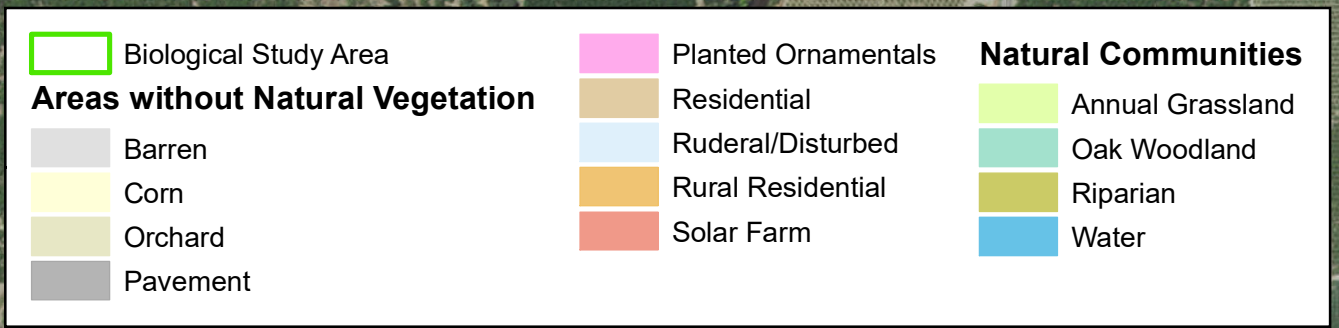 Biological Study Area
Areas without Natural Vegetation
Barren
Corn
Orchard
Pavement
Planted Ornamentals
Residential
Ruderal/Disturbed
Rural Residential
Solar Farm
Natural Communities
Annual Grassland
Oak Woodland
Riparian
Water